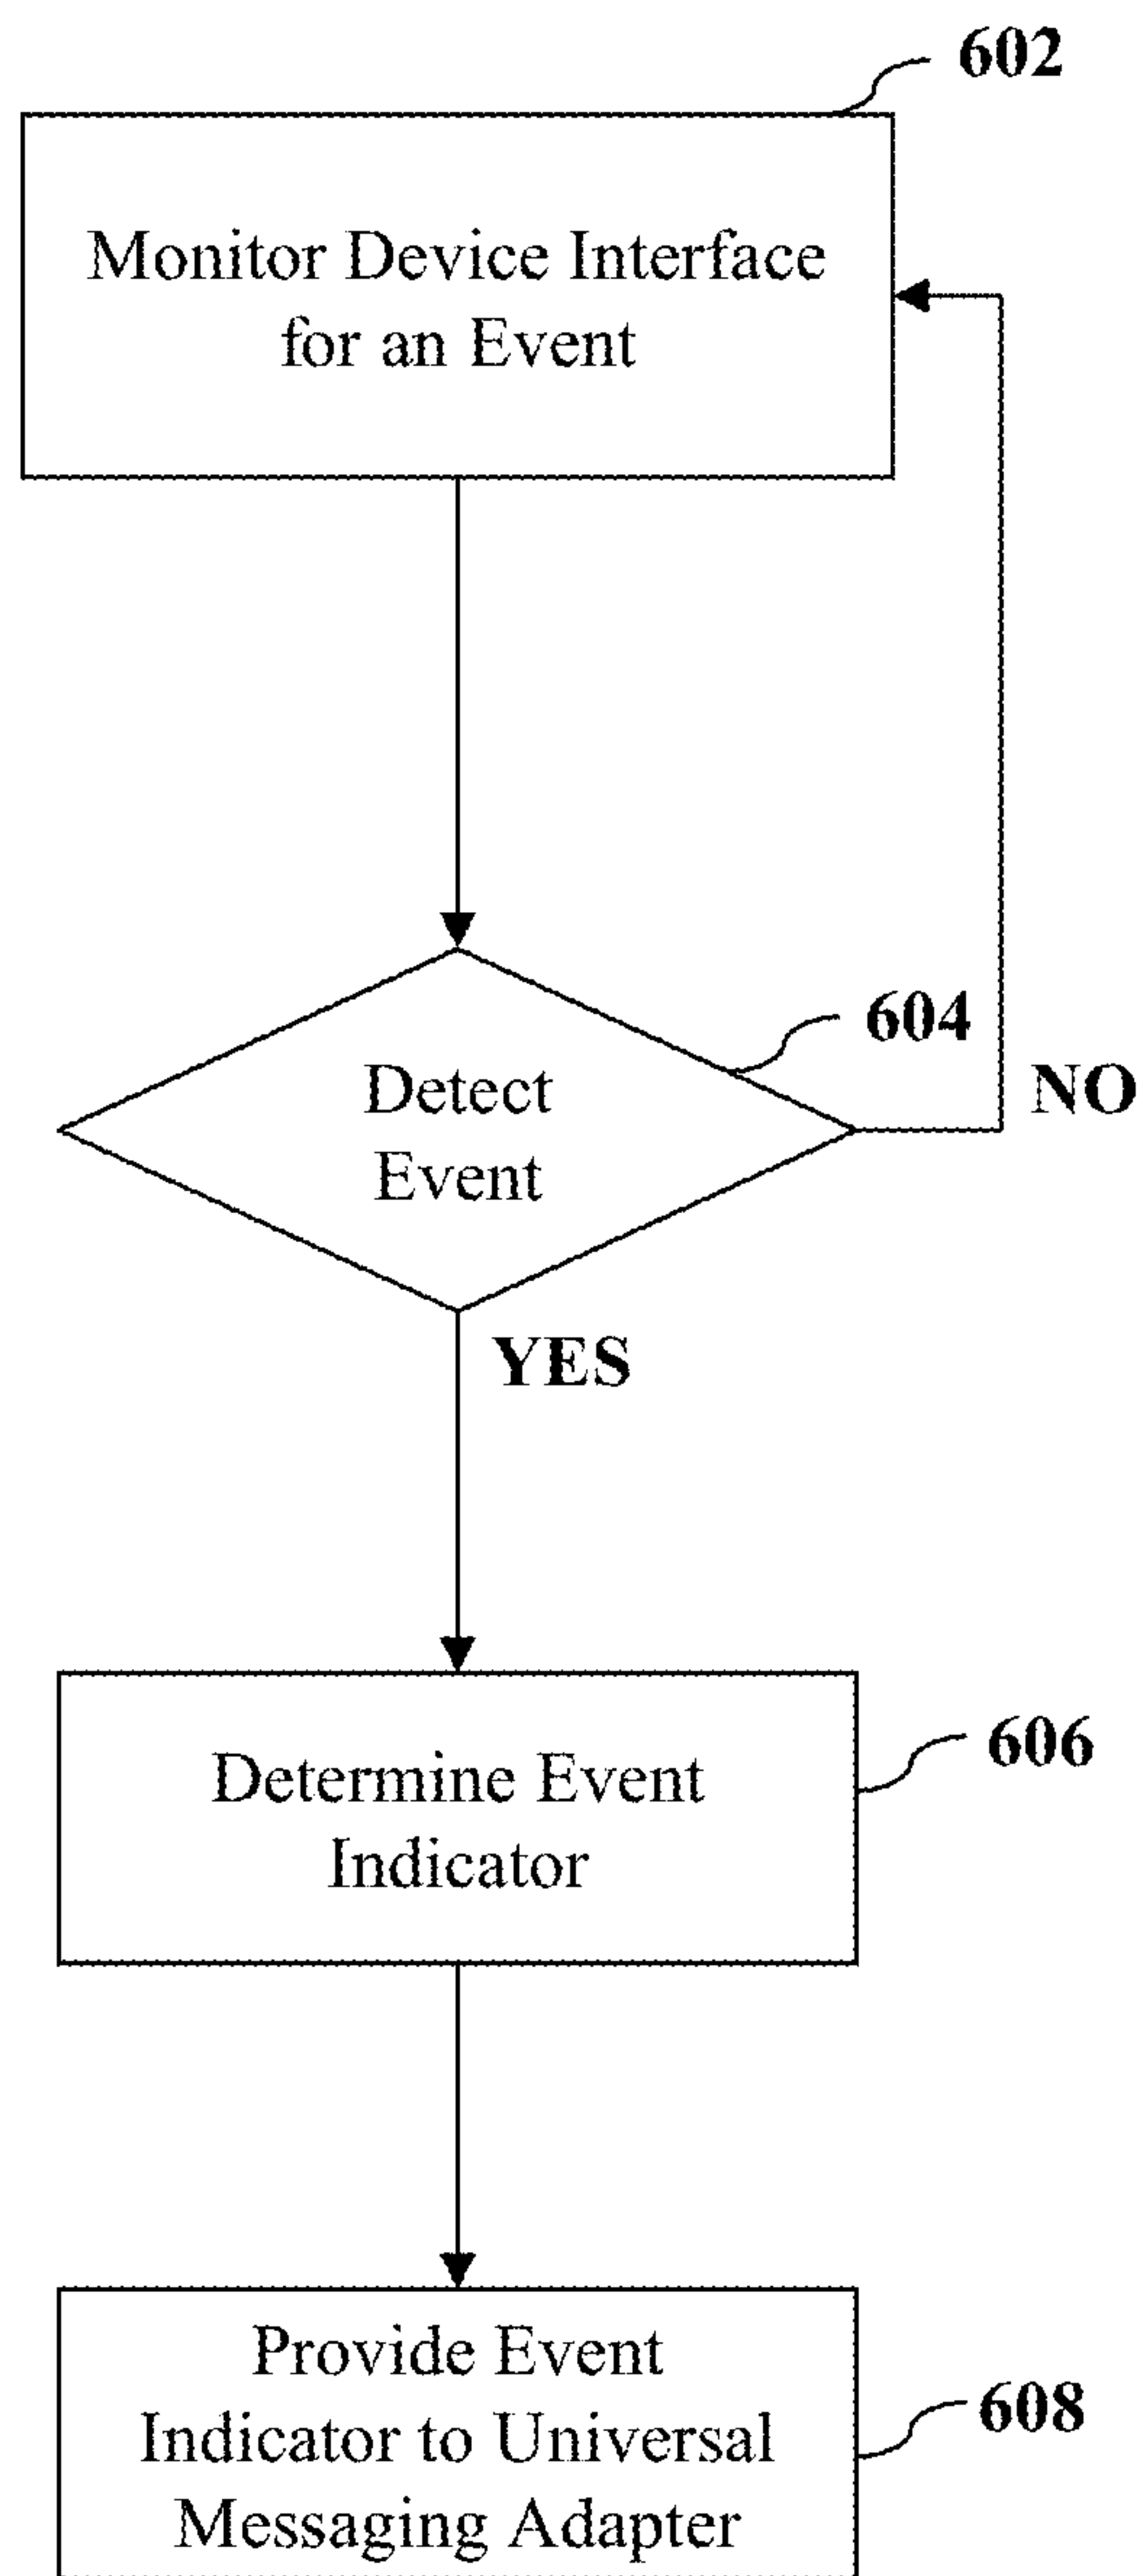 602
Monitor Device Interface
for an Event
604
Detect
Event
NO
YES
Determine Event
Indicator
606
Provide Event
Indicator to Universal
Messaging Adapter
608